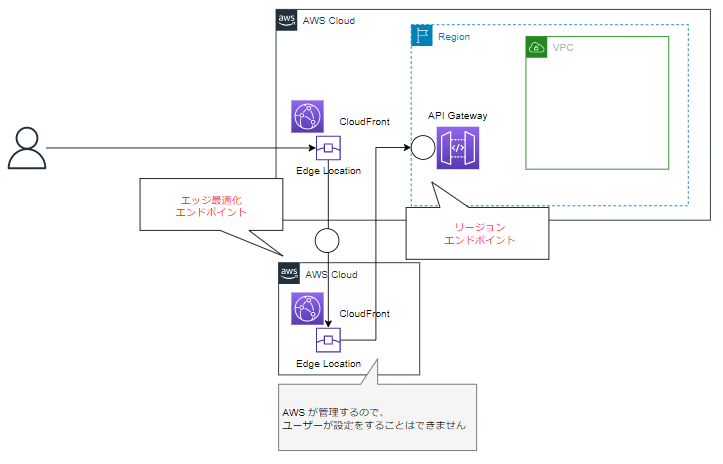 aws
AWS Cloud
Region
VPC
CloudFront
API Gateway
Edge Location
エッジ最適化
エンドポイント
リージョン
エンドポイント
aws
AWS Cloud
CloudFront
Edge Location
AWS が管理するので、
ユーザーが設定をすることはできません